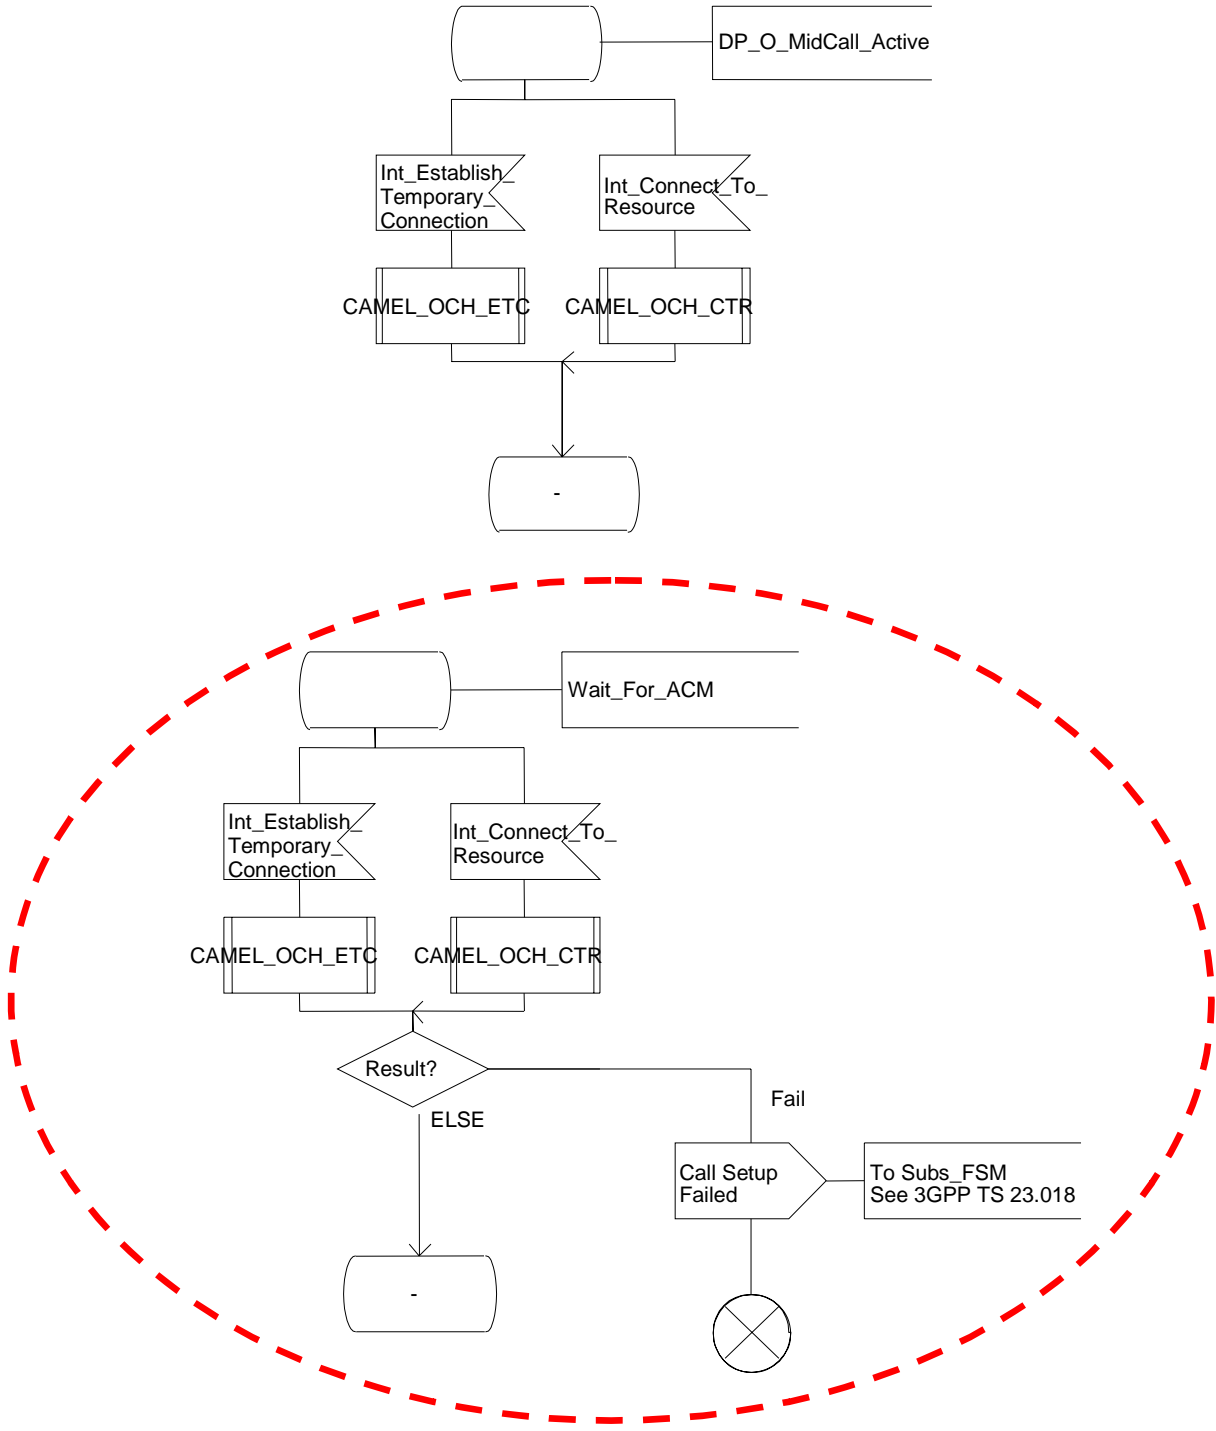 DP_O_MidCall_Active
Int_Establish_
Temporary_
Connection
Int_Connect_To_
Resource
CAMEL_OCH_ETC
CAMEL_OCH_CTR
-
Wait_For_ACM
Int_Establish_
Temporary_
Connection
Int_Connect_To_
Resource
CAMEL_OCH_ETC
CAMEL_OCH_CTR
Result?
Fail
ELSE
Call Setup
Failed
To Subs_FSM
See 3GPP TS 23.018
-